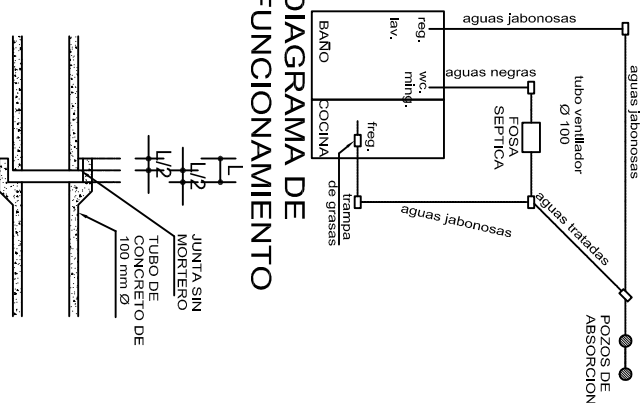 aguas jabonosas
aguas jabonosas
reg.
lav.
BAÑO
wc.
ming.
aguas negras
tubo ventilador
Ø 100
FOSA
SEPTICA
COCINA
freg.
trampa
de grasas
aguas jabonosas
aguas tratadas
POZOS DE
ABSORCION
DIAGRAMA DE
FUNCIONAMIENTO
L
L/2
L/2
JUNTA SIN
MORTERO
TUBO DE
CONCRETO DE
100 mm Ø